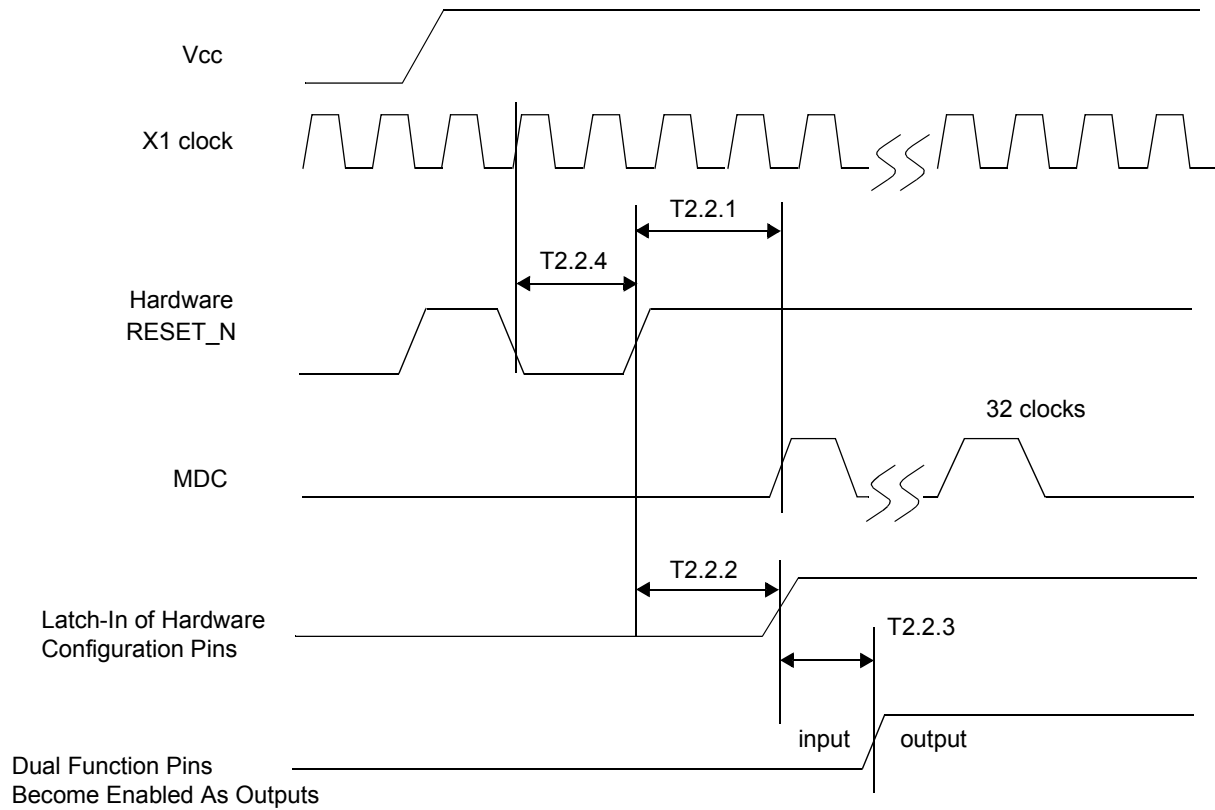 Vcc
X1 clock
T2.2.1
T2.2.4
Hardware
RESET_N
32 clocks
MDC
T2.2.2
Latch-In of Hardware
Configuration Pins
T2.2.3
input output
Dual Function Pins
Become Enabled As Outputs